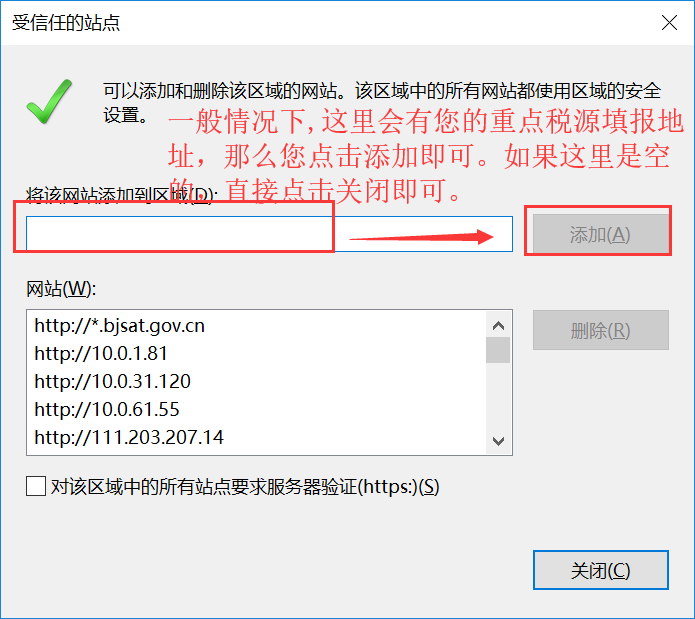 受信任的站点
可以添加和删除该区域的网站。该区域中的所有网站都使用区域的安全
设置。
一般情况下,这里会有您的重点税源填报地
址，那么您点击添加即可。如果这里是空
的，直接点击关闭即可。
将该网站添加到区域(D):
添加(A)
网站(W):
http://*.bjsat.gov.cn
http://10.0.1.81
http://10.0.31.120
http://10.0.61.55
http://111.203.207.14
删除(R)
对该区域中的所有站点要求服务器验证(https:)(S)
关闭(C)